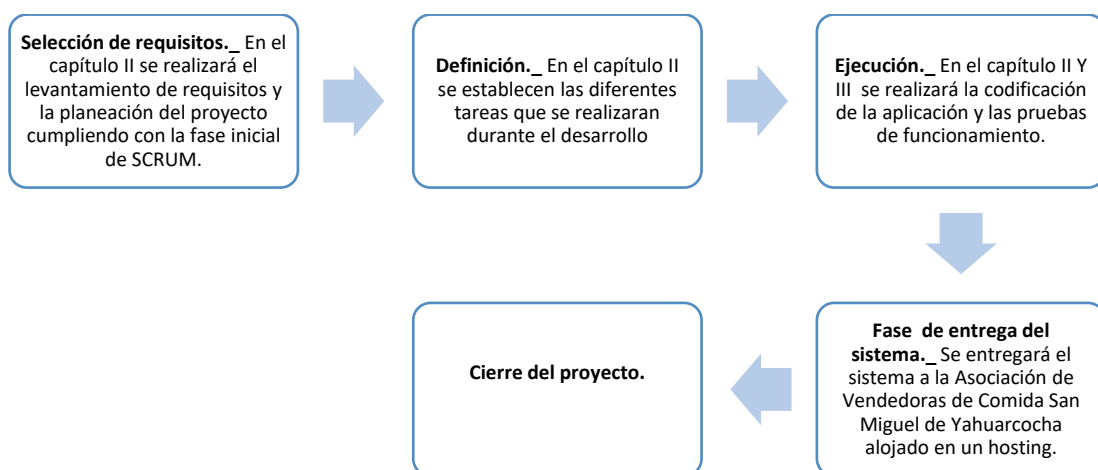 Selección de requisitos._ En el
capítulo II se realizará el
levantamiento de requisitos y
la planeación del proyecto
cumpliendo con la fase inicial
de SCRUM.
Definición._ En el capítulo II
se establecen las diferentes
tareas que se realizaran
durante el desarrollo
Ejecución._ En el capítulo II Y
III se realizará la codificación
de la aplicación y las pruebas
de funcionamiento.
Fase de entrega del
sistema._ Se entregará el
sistema a la Asociación de
Vendedoras de Comida San
Miguel de Yahuarcocha
alojado en un hosting.
Cierre del proyecto.